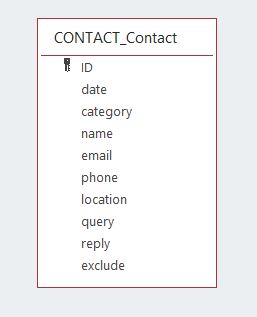 CONTACT_Contact
ID
date
category
name
email
phone
location
query
reply
exclude